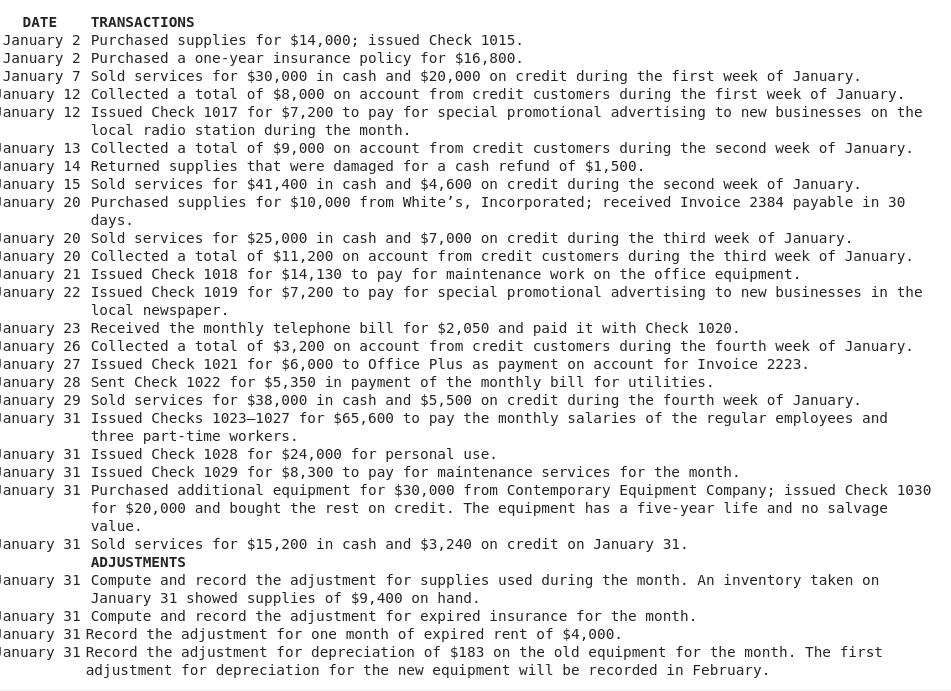 DATE TRANSACTIONS
January 2 Purchased supplies for $14,000; issued Check 1015.
January 2 Purchased a one-year insurance policy for $16,800.
January 7 Sold services for $30,000 in cash and $20,000 on credit during the first week of January.
January 12 Collected a total of $8,000 on account from credit customers during the first week of January.
January 12 Issued Check 1017 for $7,200 to pay for special promotional advertising to new businesses on the
local radio station during the month.
January 13 Collected a total of $9,000 on account from credit customers during the second week of January.
January 14 Returned supplies that were damaged for a cash refund of $1,500.
January 15 Sold services for $41,400 in cash and $4,600 on credit during the second week of January.
January 20 Purchased supplies for $10,000 from White’s, Incorporated; received Invoice 2384 payable in 30
days.
January 20 Sold services for $25,000 in cash and $7,000 on credit during the third week of January.
January 20 Collected a total of $11,200 on account from credit customers during the third week of January.
January 21 Issued Check 1018 for $14,130 to pay for maintenance work on the office equipment.
January 22 Issued Check 1019 for $7,200 to pay for special promotional advertising to new businesses in the
local newspaper.
January 23 Received the monthly telephone bill for $2,050 and paid it with Check 1020.
January 26 Collected a total of $3,200 on account from credit customers during the fourth week of January.
January 27 Issued Check 1021 for $6,000 to Office Plus as payment on account for Invoice 2223.
January 28 Sent Check 1022 for $5,350 in payment of the monthly bill for utilities.
January 29 Sold services for $38,000 in cash and $5,500 on credit during the fourth week of January.
January 31 Issued Checks 1023–1027 for $65,600 to pay the monthly salaries of the regular employees and
three part-time workers.
January 31 Issued Check 1028 for $24,000 for personal use.
January 31 Issued Check 1029 for $8,300 to pay for maintenance services for the month.
January 31 Purchased additional equipment for $30,000 from Contemporary Equipment Company; issued Check 1030
for $20,000 and bought the rest on credit. The equipment has a five-year life and no salvage
value.
January 31 Sold services for $15,200 in cash and $3,240 on credit on January 31.
ADJUSTMENTS
January 31 Compute and record the adjustment for supplies used during the month. An inventory taken on
January 31 showed supplies of $9,400 on hand.
January 31 Compute and record the adjustment for expired insurance for the month.
January 31 Record the adjustment for one month of expired rent of $4,000.
January 31 Record the adjustment for depreciation of $183 on the old equipment for the month. The first
adjustment for depreciation for the new equipment will be recorded in February.